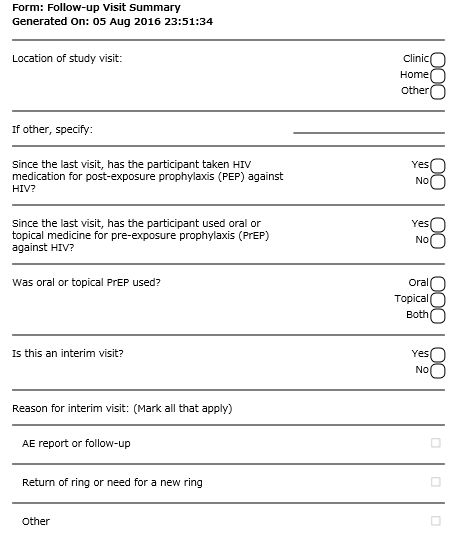 Form: Follow-up Visit Summary
Generated On: 05 Aug 2016 23:51:34
Location of study visit:
Clinic
Home
Other
If other, specify:
Since the last visit, has the participant taken HIV
medication for post-exposure prophylaxis (PEP) against
HIV?
Yes
No
Since the last visit, has the participant used oral or
topical medicine for pre-exposure prophylaxis (PrEP)
against HIV?
Yes
No
Was oral or topical PrEP used?
Oral
Topical
Both
Is this an interim visit?
Yes
No
Reason for interim visit: (Mark all that apply)
AE report or follow-up
Return of ring or need for a new ring
Other